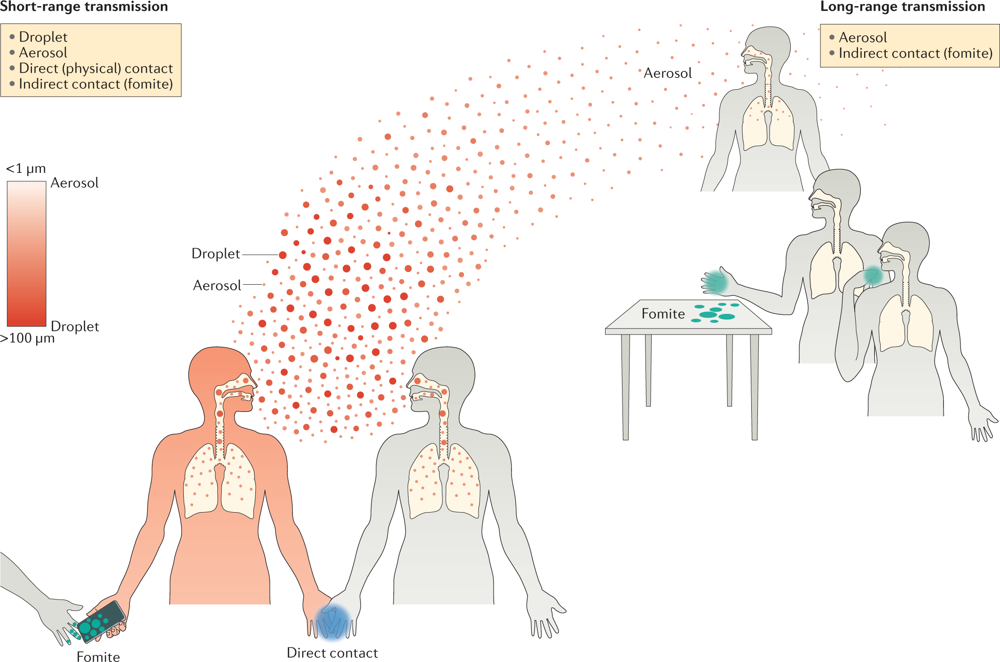 Short-range transmission
• Droplet
• Aerosol
• Direct (physical) contact
• Indirect contact (fomite)
Long-range transmission
• Aerosol
• Indirect contact (fomite)
Aerosol
<1 µm
Aerosol
Droplet
>100 µm
Droplet
Aerosol
Fomite
Fomite
Direct contact